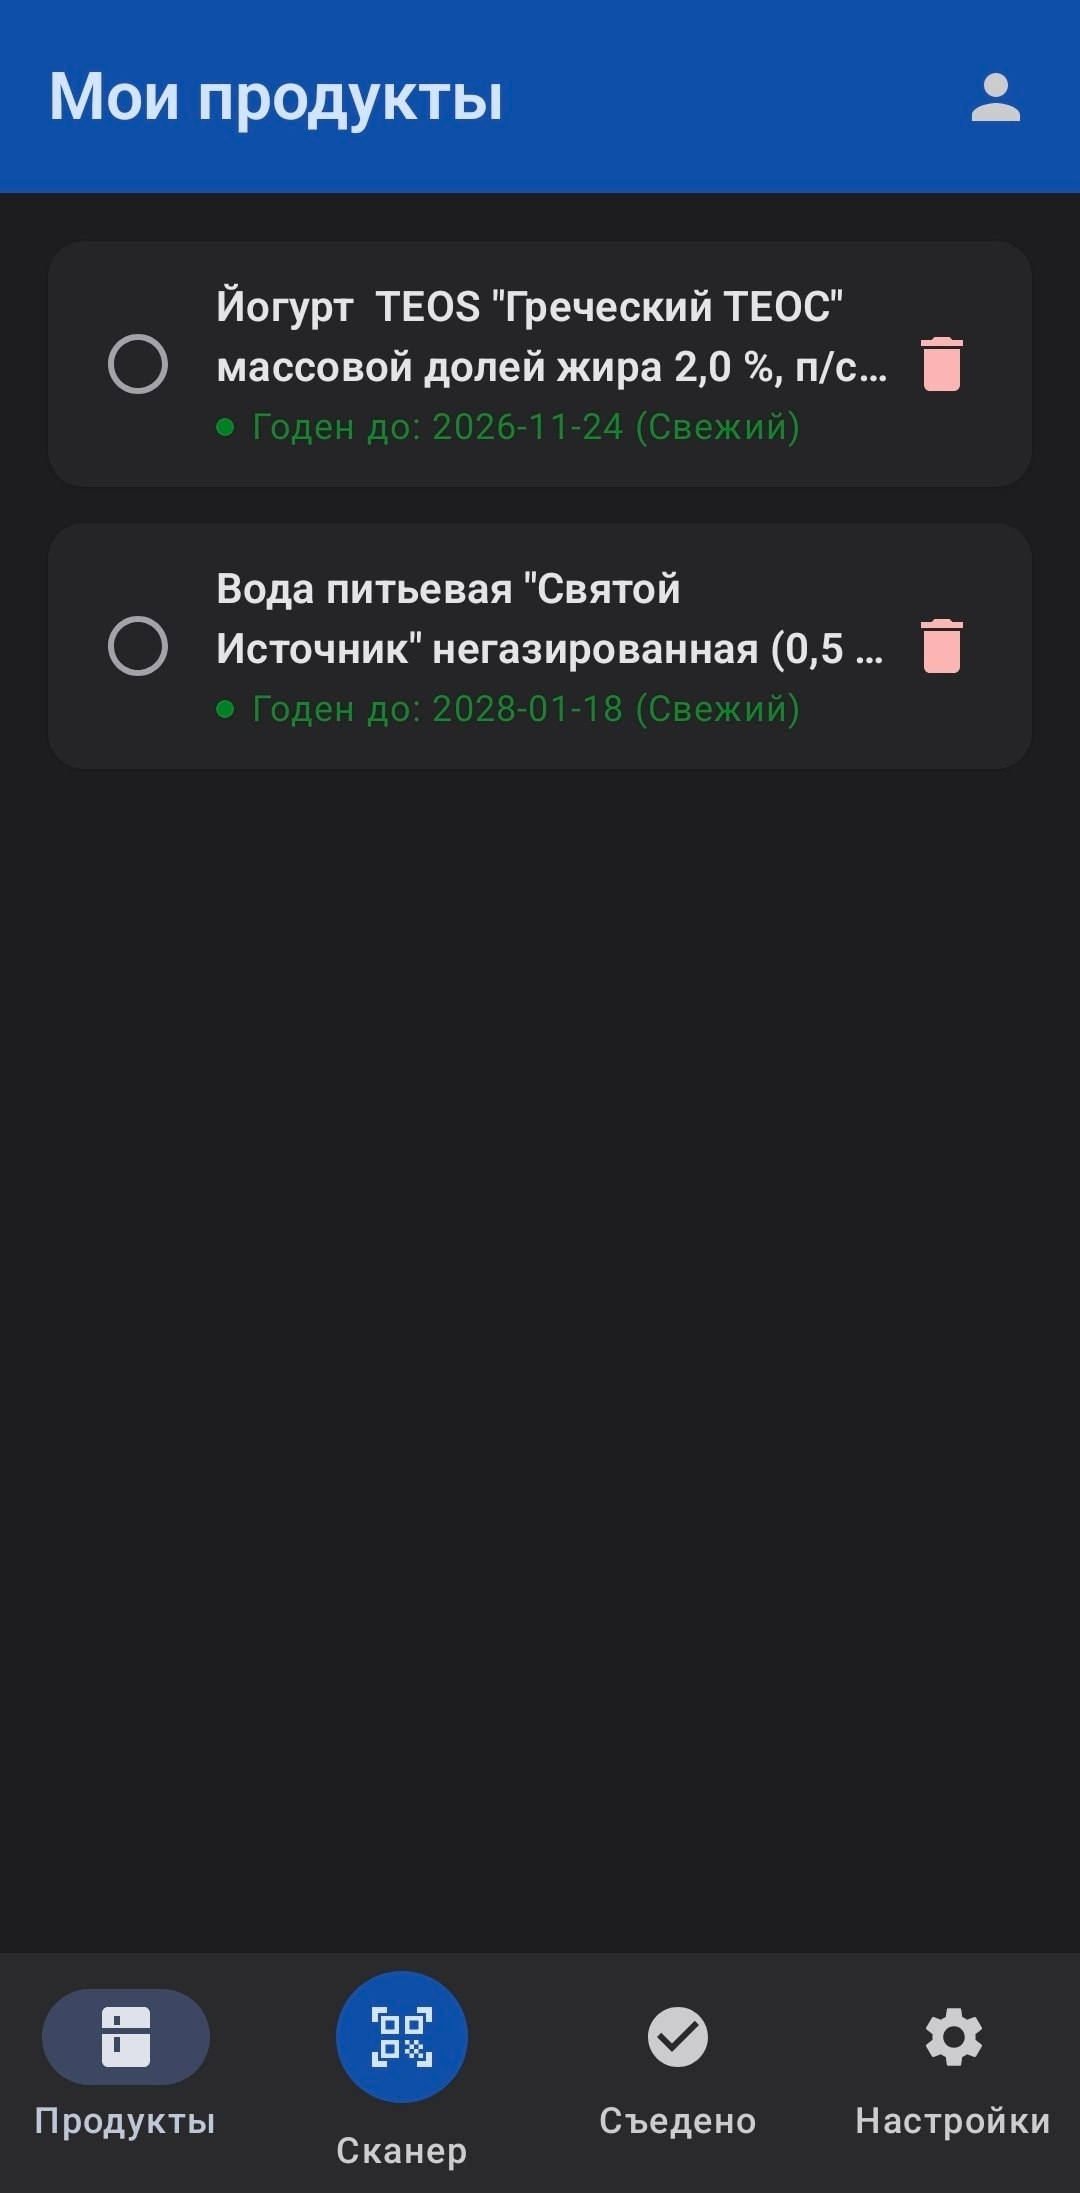 Мои продукты
Йогурт  TEOS "Греческий ТЕОС"
массовой долей жира 2,0 %, п/с…
Годен до: 2026-11-24 (Свежий)
Вода питьевая "Святой
Источник" негазированная (0,5 …
Годен до: 2028-01-18 (Свежий)
Продукты
Сканер
Съедено
Настройки